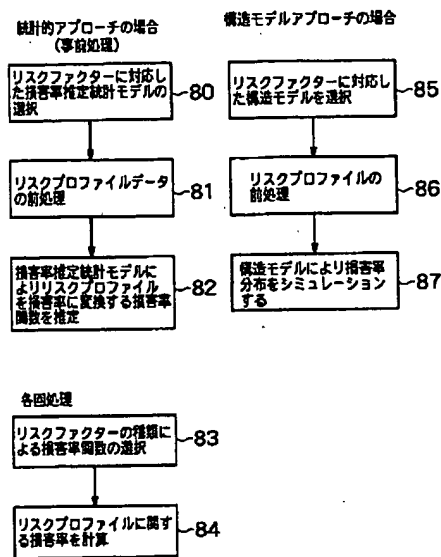 統計的アプローチの場合
(事前処理)
リスクファクターに対応し
た損害率推定統計モデルの
選択
80
リスクプロファイルデータ
の前処理
81
損害率推定統計モデルに
よりリスクプロファイル
を損害率に変換する損害率
関数を推定
82
各回処理
リスクファクターの種類に
よる損害率関数の選択
83
リスクプロファイルに関す
る損害率を計算
84
構造モデルアプローチの場合
リスクファクターに対応し
た構造モデルを選択
85
リスクプロファイルの
前処理
86
構造モデルにより損害率
分布をシミュレーション
する
87